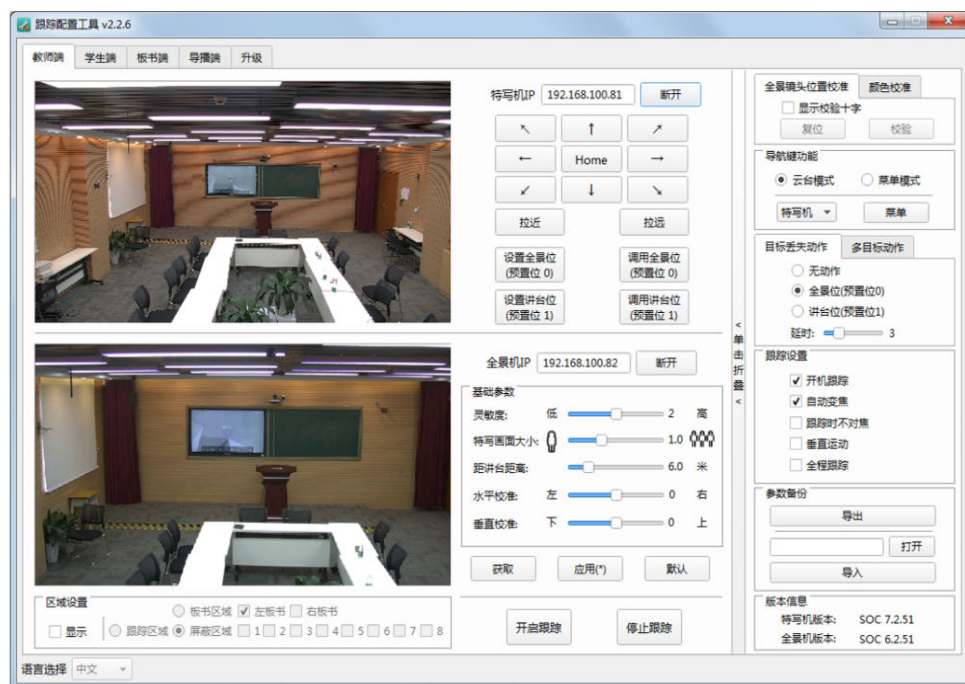 跟踪配置工具 v2.2.6
教师端 学生端 板书端 导播端 升级
特写机IP 192.168.100.81 断开
↖ ↑ ↗
← Home →
↙ ↓ ↘
拉近 拉远
设置全景位 调用全景位
(预置位 0) (预置位 0)
设置讲台位 调用讲台位
(预置位 1) (预置位 1)
全景机IP 192.168.100.82 断开
基础参数
灵敏度: 低 2 高
特写画面大小: 1.0
距讲台距离: 6.0 米
水平校准: 左 0 右
垂直校准: 下 0 上
获取 应用(*) 默认
区域设置
板书区域 左板书 右板书
显示 跟踪区域 屏蔽区域 1 2 3 4 5 6 7 8
开启跟踪 停止跟踪
<
单
击
折
叠
<
全景镜头位置校准 颜色校准
显示校验十字
复位 校验
导航键功能
云台模式 菜单模式
特写机 菜单
目标丢失动作 多目标动作
无动作
全景位(预置位0)
讲台位(预置位1)
延时: 3
跟踪设置
开机跟踪
自动变焦
跟踪时不对焦
垂直运动
全程跟踪
参数备份
导出
打开
导入
版本信息
特写机版本: SOC 7.2.51
全景机版本: SOC 6.2.51
语言选择 中文